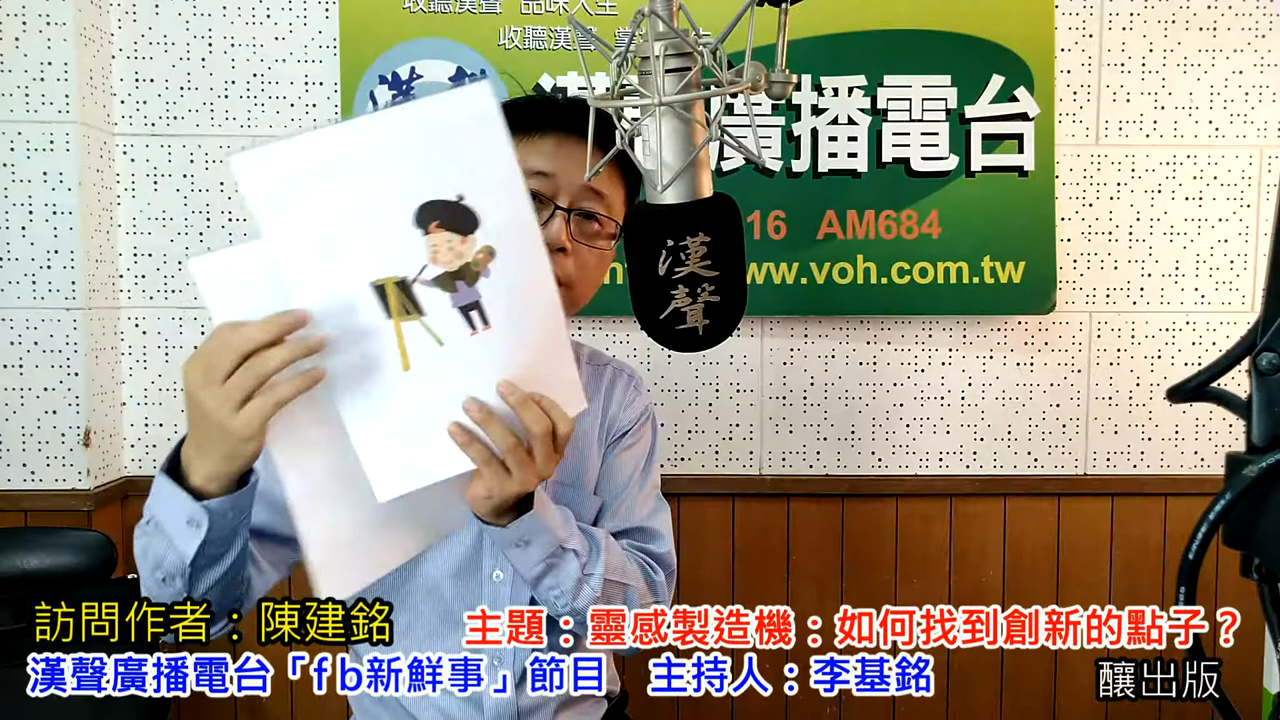 收聽漢聲 品味人生
收聽漢聲
廣播電台
16 AM684
ww.voh.com.tw
漢
聲
訪問作者：陳建銘
主題：靈感製造機：如何找到創新的點子？
漢聲廣播電台「fb新鮮事」節目 主持人：李基銘
釀出版